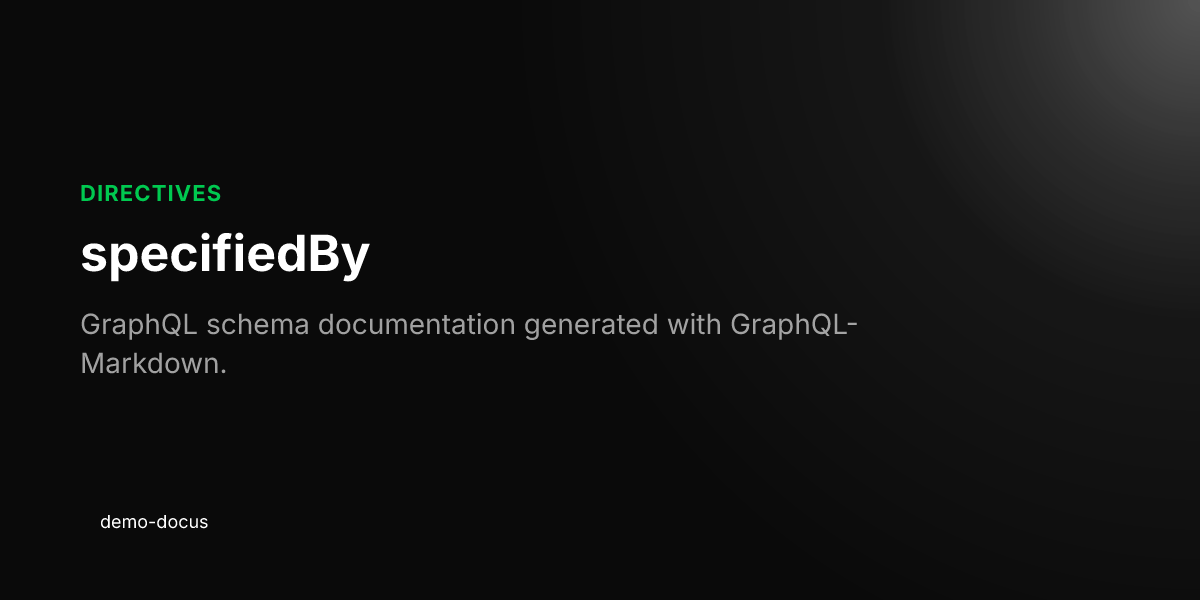 DIRECTIVES
specifiedBy
GraphQL schema documentation generated with GraphQL-
Markdown.
demo-docus